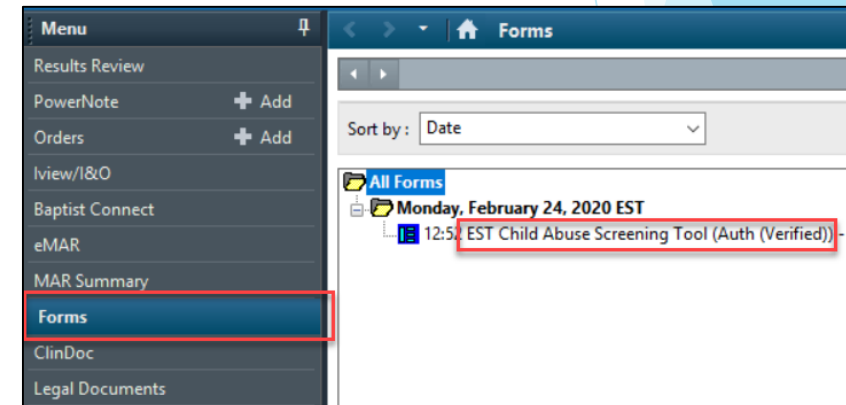 Menu
Results Review
PowerNote + Add
Orders + Add
Iview/I&O
Baptist Connect
eMAR
MAR Summary
Forms
ClinDoc
Legal Documents
Forms
Sort by : Date
All Forms
Monday, February 24, 2020 EST
12:52 EST Child Abuse Screening Tool (Auth (Verified)) -